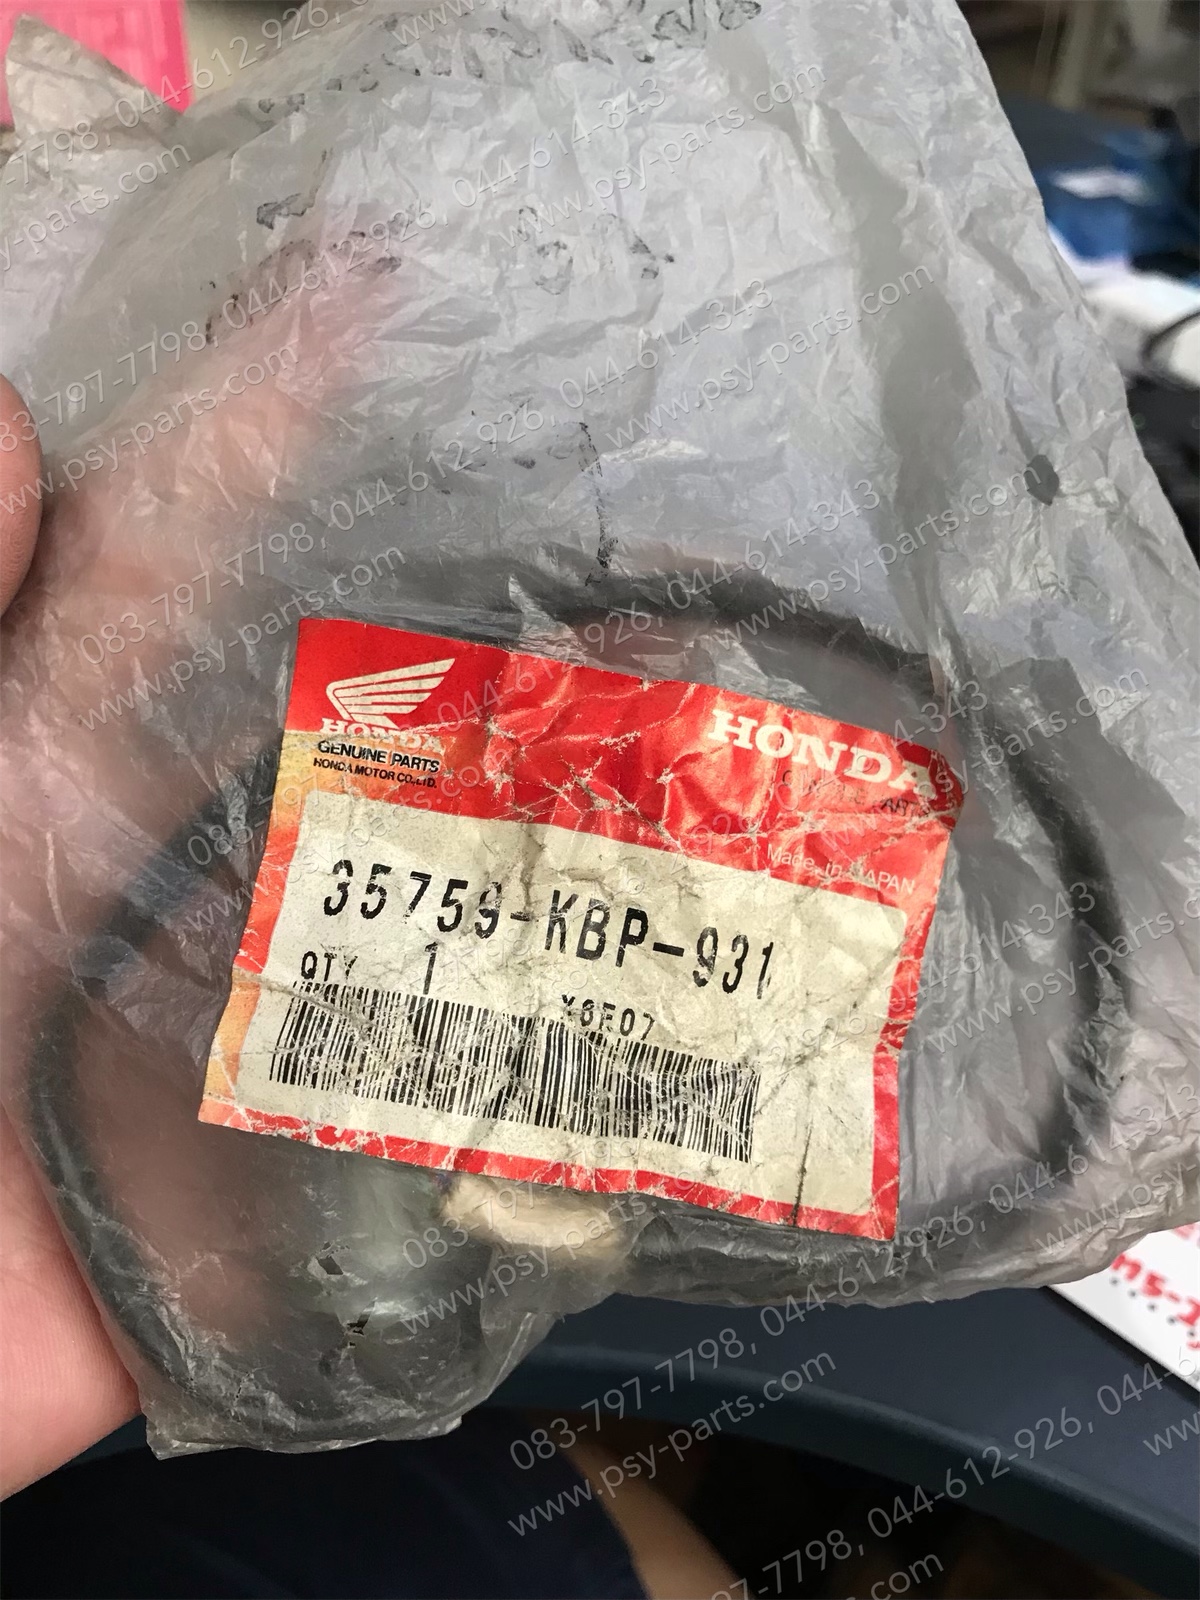 HONDA
GENUINE PARTS
HONDA MOTOR CO.,LTD.
HONDA
Made in JAPAN
35759-KBP-931
QTY 1
083-797-7798, 044-612-926, 044-614-343
www.psy-parts.com